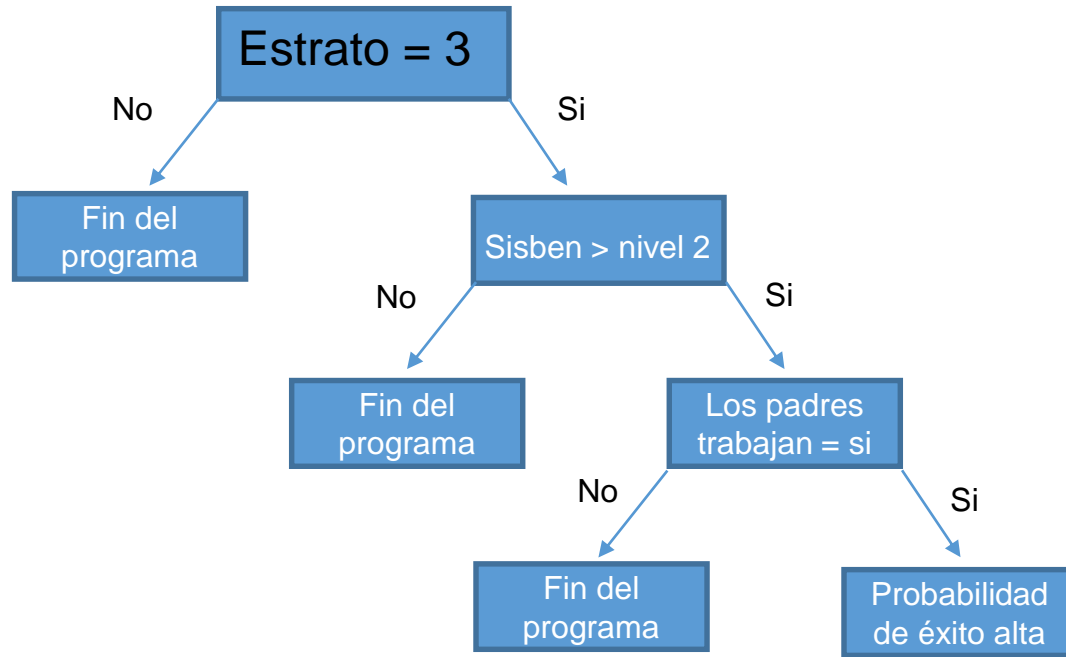 Estrato = 3
No
Si
Fin del
programa
Sisben > nivel 2
No
Si
Fin del
programa
Los padres
trabajan = si
No
Si
Fin del
programa
Probabilidad
de éxito alta